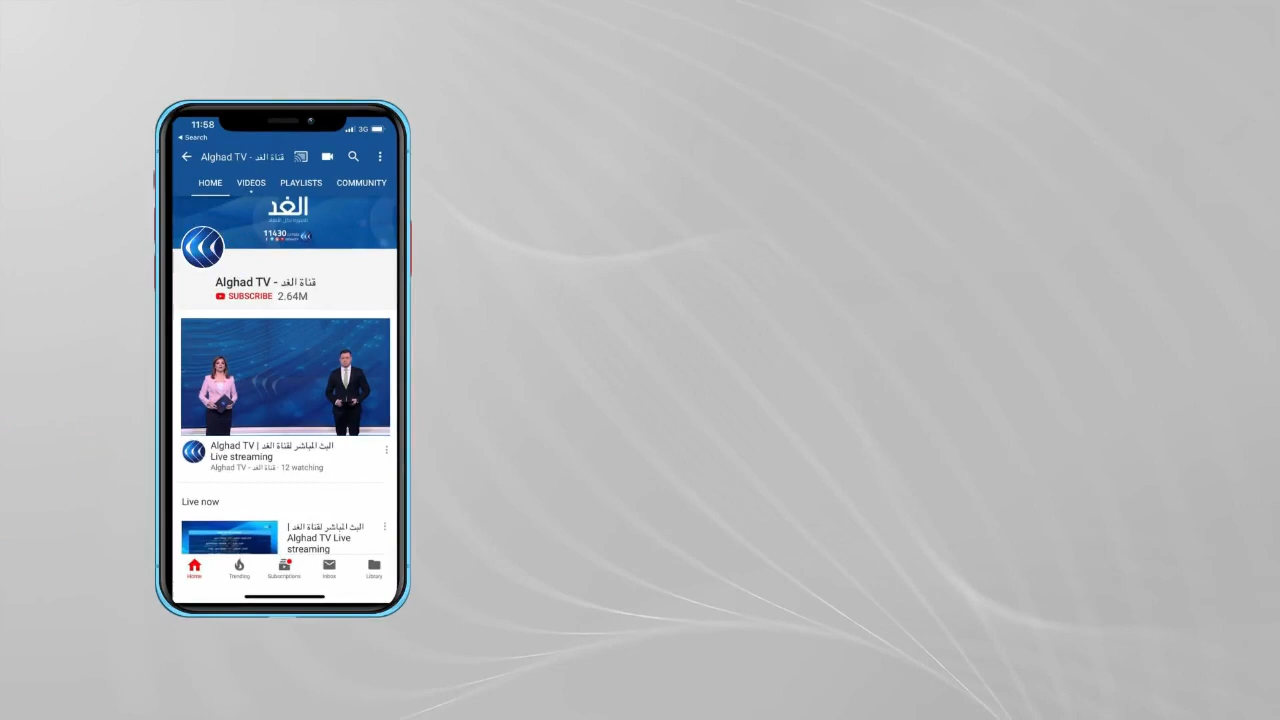 11:58
3G
◀ Search
Alghad TV - قناة الغد
HOME VIDEOS PLAYLISTS COMMUNITY
الغد
11430
Alghad TV - قناة الغد
SUBSCRIBE 2.64M
Alghad TV | البث المباشر لقناة الغد
Live streaming
Alghad TV - قناة الغد · 12 watching
Live now
البث المباشر لقناة الغد |
Alghad TV Live
streaming
Home Trending Subscriptions Inbox Library